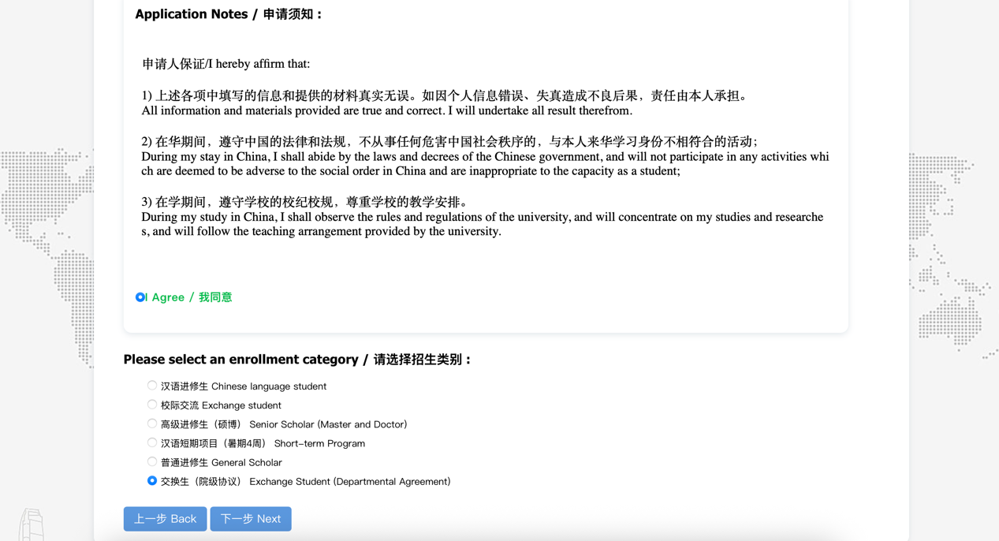 Application Notes / 申请须知 :
申请人保证/I hereby affirm that:
1) 上述各项中填写的信息和提供的材料真实无误。如因个人信息错误、失真造成不良后果，责任由本人承担。
All information and materials provided are true and correct. I will undertake all result therefrom.
2) 在华期间，遵守中国的法律和法规，不从事任何危害中国社会秩序的，与本人来华学习身份不相符合的活动；
During my stay in China, I shall abide by the laws and decrees of the Chinese government, and will not participate in any activities whi
ch are deemed to be adverse to the social order in China and are inappropriate to the capacity as a student;
3) 在学期间，遵守学校的校纪校规，尊重学校的教学安排。
During my study in China, I shall observe the rules and regulations of the university, and will concentrate on my studies and researche
s, and will follow the teaching arrangement provided by the university.
I Agree / 我同意
Please select an enrollment category / 请选择招生类别 :
汉语进修生 Chinese language student
校际交流 Exchange student
高级进修生（硕博） Senior Scholar (Master and Doctor)
汉语短期项目（暑期4周） Short-term Program
普通进修生 General Scholar
交换生（院级协议） Exchange Student (Departmental Agreement)
上一步 Back 下一步 Next